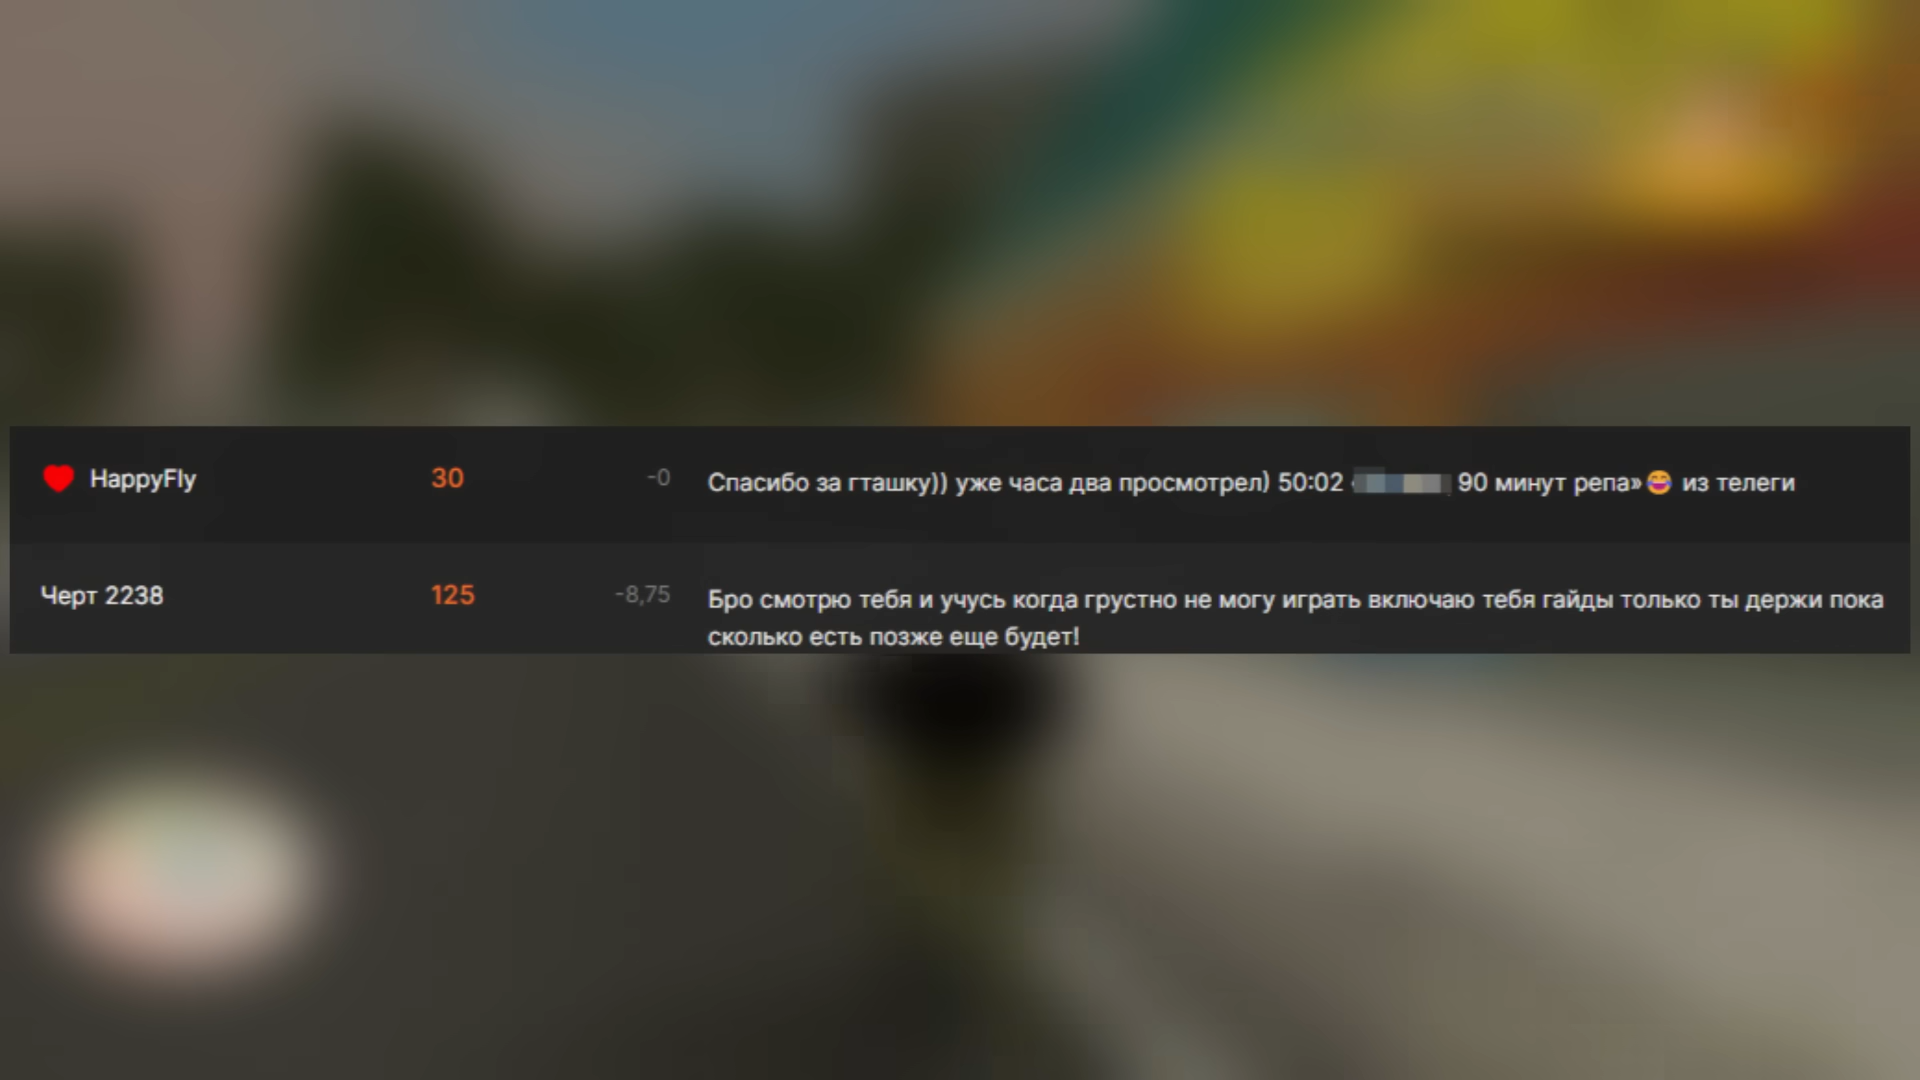 HappyFly 30 -0 Спасибо за гташку)) уже часа два просмотрел) 50:02 90 минут репа»😂 из телеги
Черт 2238 125 -8,75 Бро смотрю тебя и учусь когда грустно не могу играть включаю тебя гайды только ты держи пока
сколько есть позже еще будет!